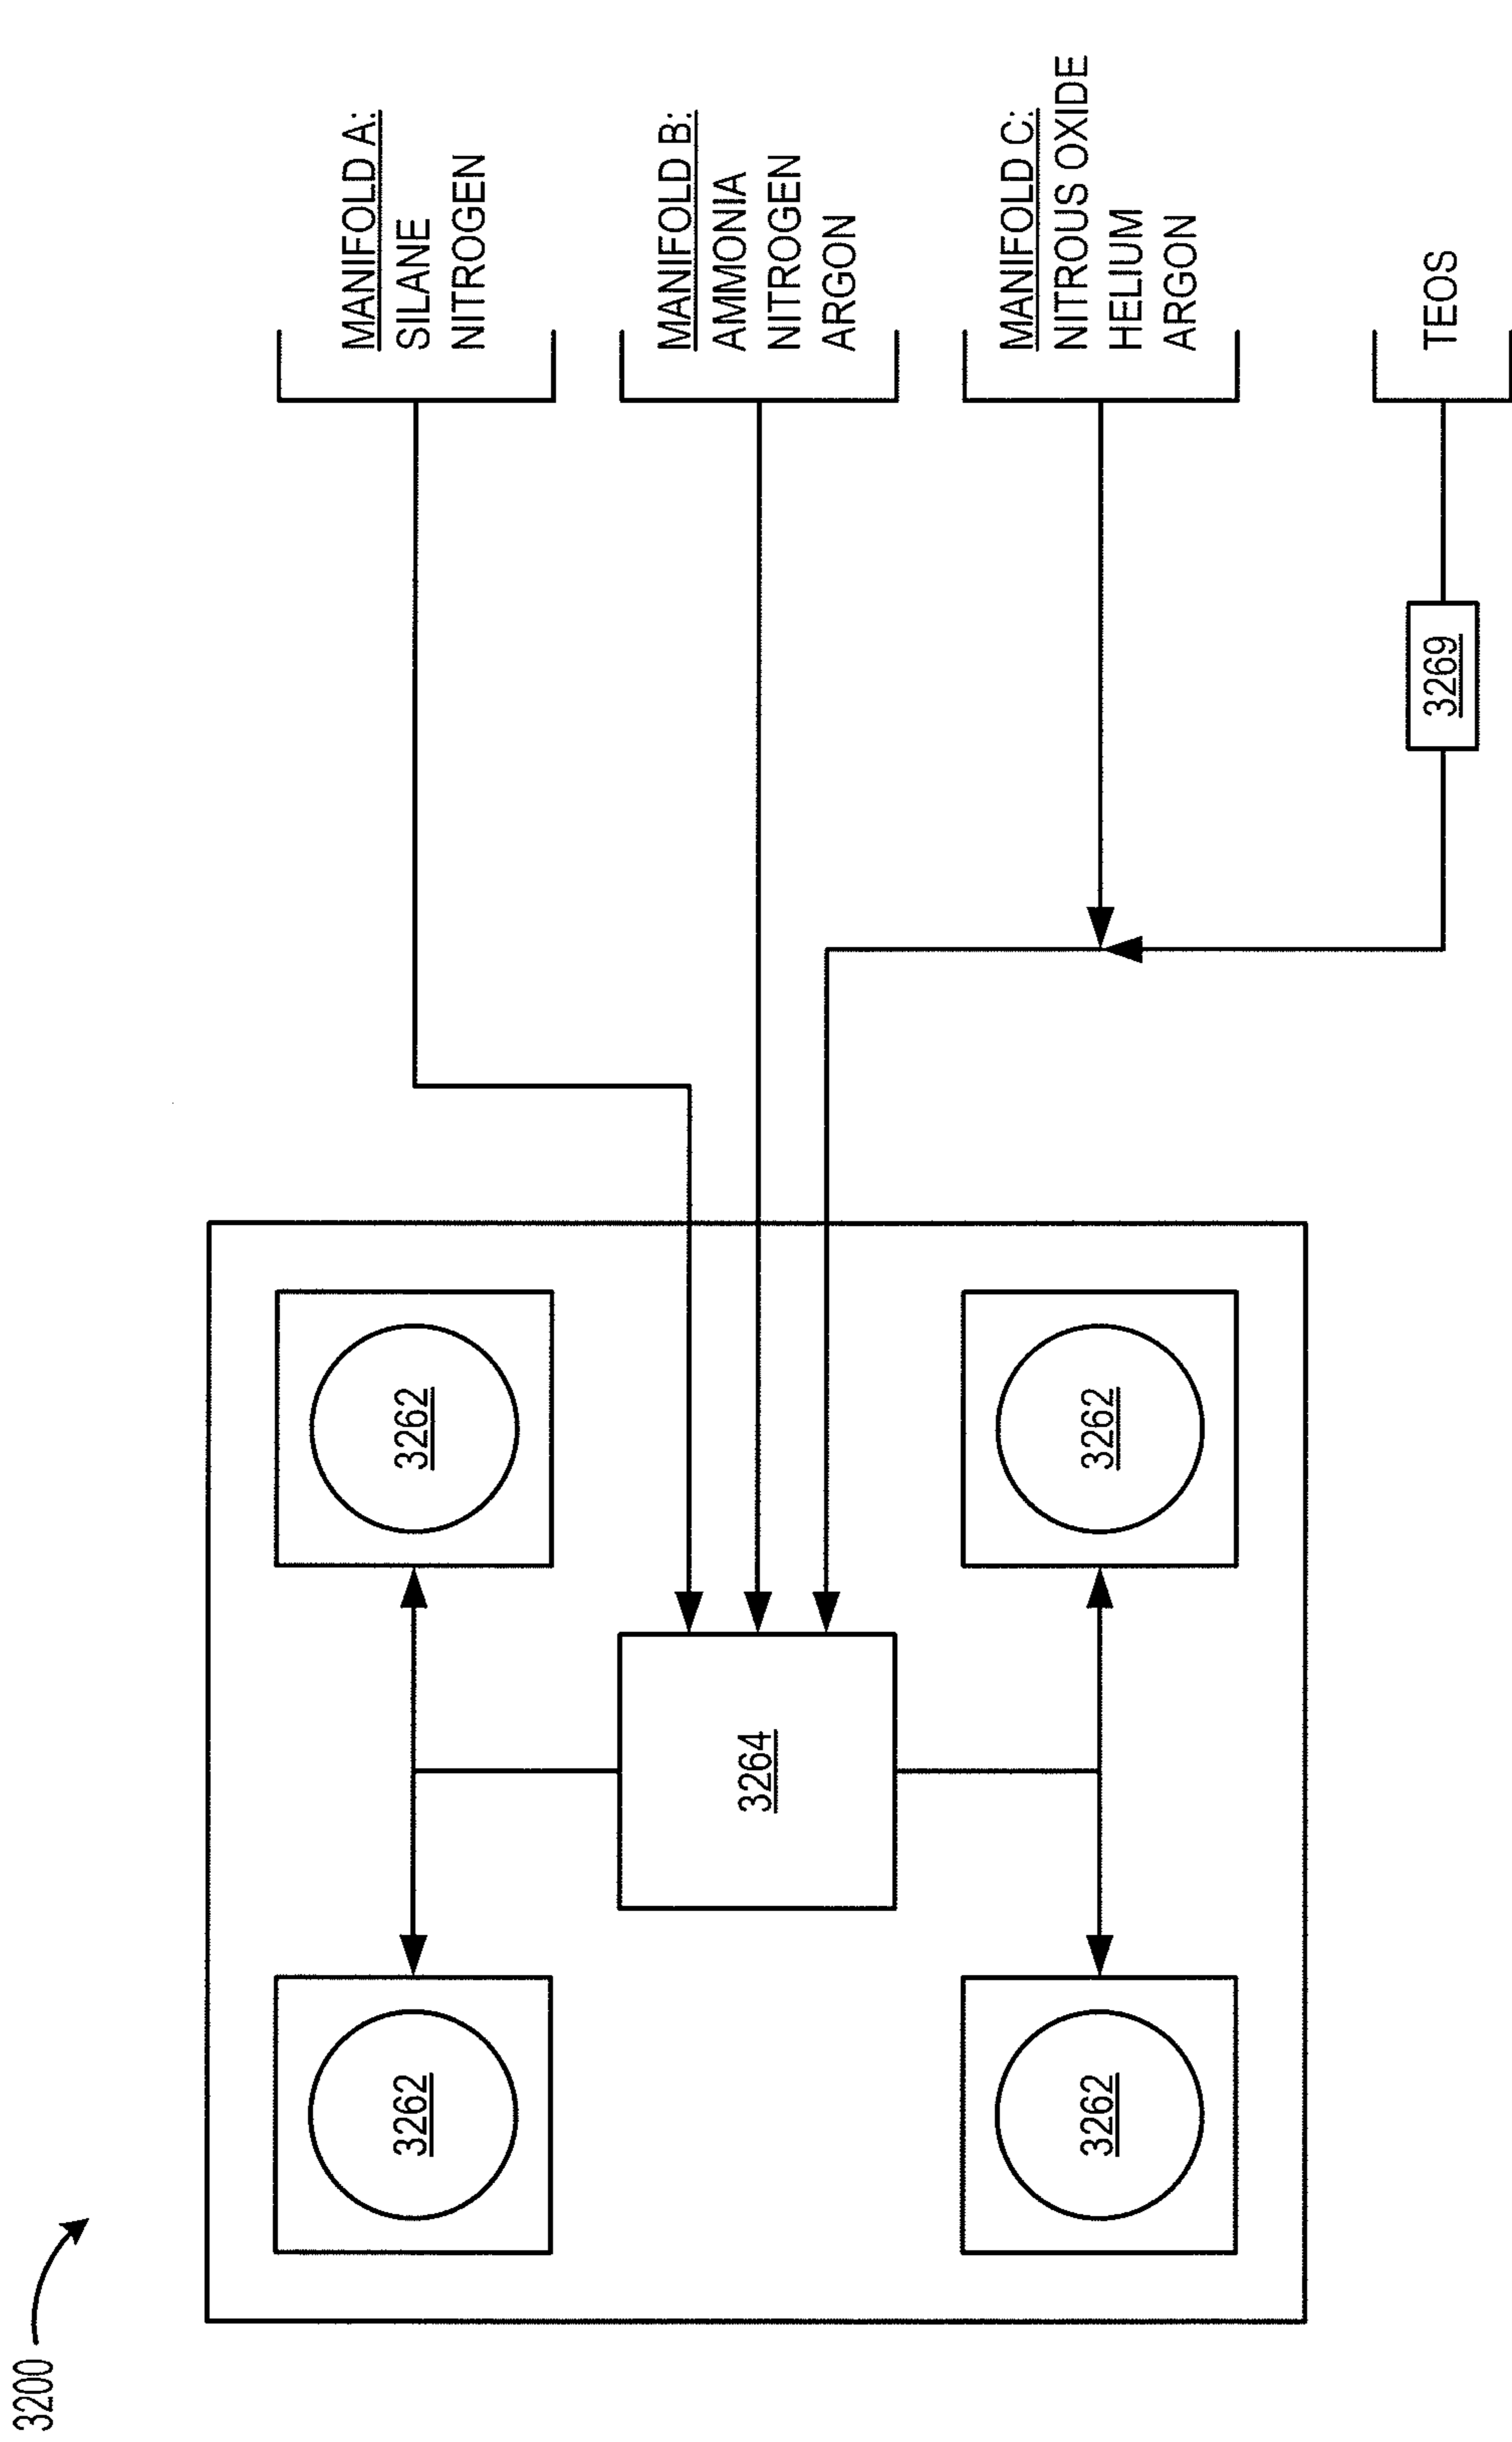 3200
3262
3262
3264
3262
3262
MANIFOLD A:
SILANE
NITROGEN
MANIFOLD B:
AMMONIA
NITROGEN
ARGON
MANIFOLD C:
NITROUS OXIDE
HELIUM
ARGON
3269
TEOS